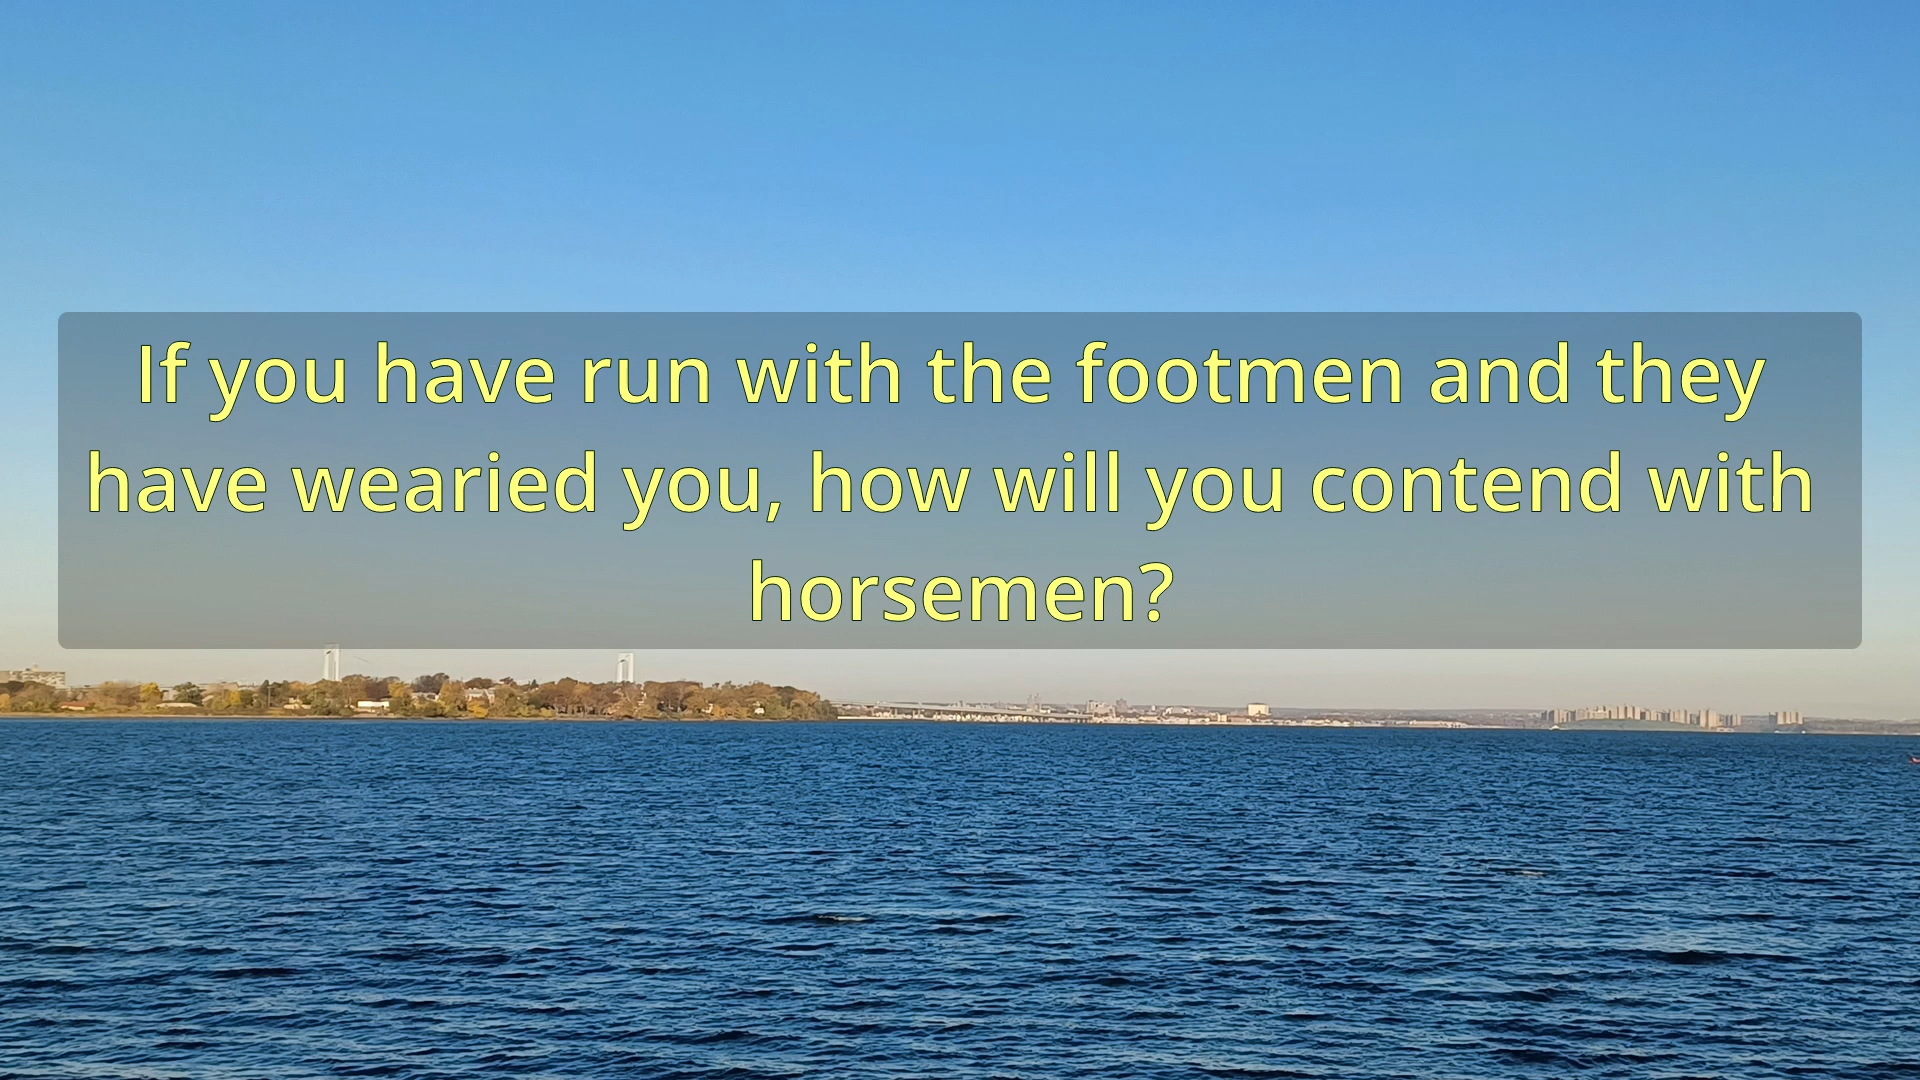 If you have run with the footmen and they
have wearied you, how will you contend with
horsemen?